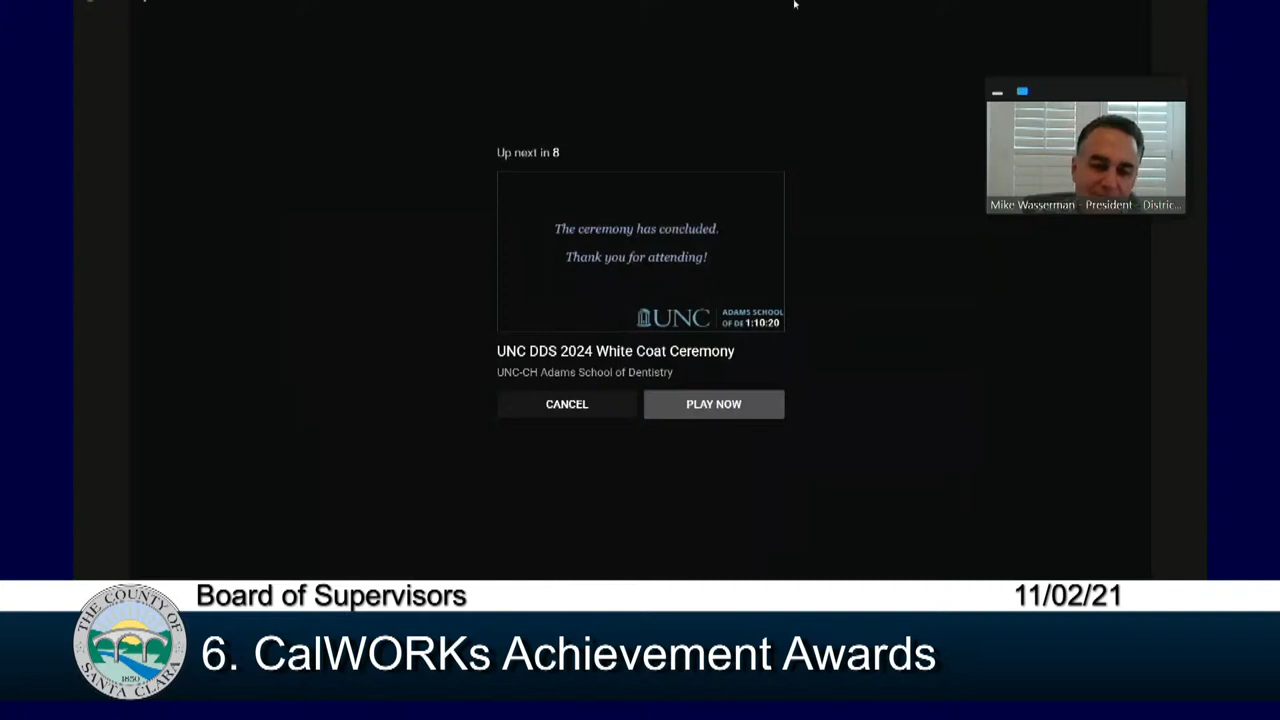 Up next in 8
The ceremony has concluded.
Thank you for attending!
UNC
ADAMS SCHOOL
OF DE
1:10:20
UNC DDS 2024 White Coat Ceremony
UNC-CH Adams School of Dentistry
CANCEL
PLAY NOW
Mike Wasserman - President - Distric...
Board of Supervisors
11/02/21
6. CalWORKs Achievement Awards
THE COUNTY OF
SANTA CLARA
1850